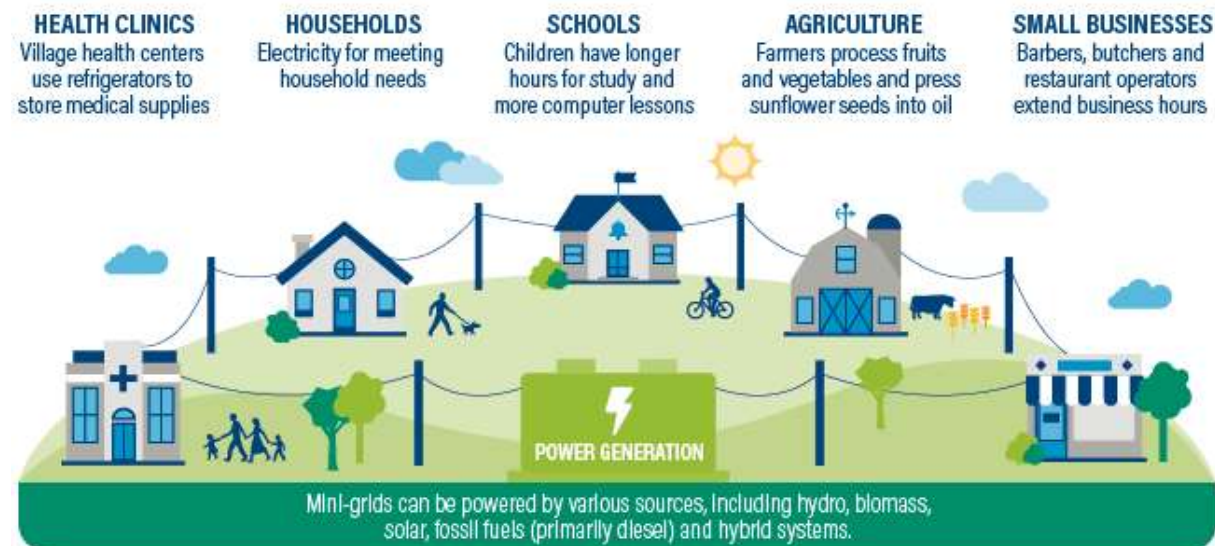 HEALTH CLINICS
Village health centers
use refrigerators to
store medical supplies
HOUSEHOLDS
Electricity for meeting
household needs
SCHOOLS
Children have longer
hours for study and
more computer lessons
AGRICULTURE
Farmers process fruits
and vegetables and press
sunflower seeds into oil
SMALL BUSINESSES
Barbers, butchers and
restaurant operators
extend business hours
POWER GENERATION
Mini-grids can be powered by various sources, including hydro, biomass,
solar, fossil fuels (primarily diesel) and hybrid systems.